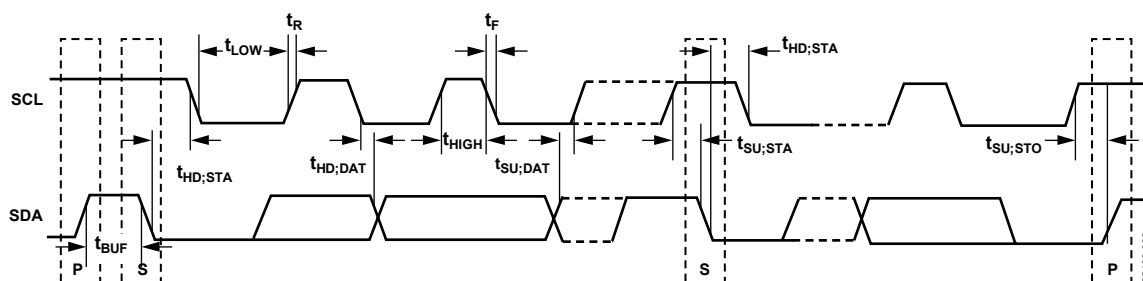 tR
tF
tLOW
tHD;STA
SCL
tHIGH
tSU;STA
tSU;STO
tHD;STA
tHD;DAT
tSU;DAT
SDA
tBUF
P
S
S
P